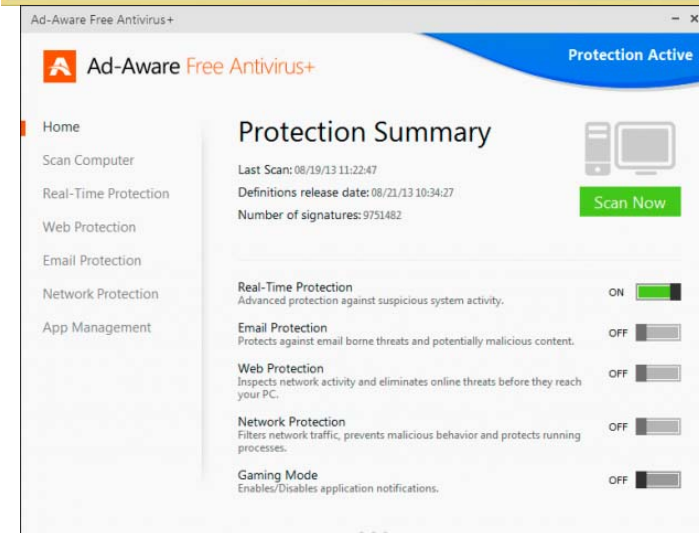 Ad-Aware Free Antivirus+
Ad-Aware Free Antivirus+
Protection Active
Home
Scan Computer
Real-Time Protection
Web Protection
Email Protection
Network Protection
App Management
Protection Summary
Last Scan: 08/19/13 11:22:47
Definitions release date: 08/21/13 10:34:27
Number of signatures: 9751482
Scan Now
Real-Time Protection
Advanced protection against suspicious system activity.
ON
Email Protection
Protects against email borne threats and potentially malicious content.
OFF
Web Protection
Inspects network activity and eliminates online threats before they reach
your PC.
OFF
Network Protection
Filters network traffic, prevents malicious behavior and protects running
processes.
OFF
Gaming Mode
Enables/Disables application notifications.
OFF